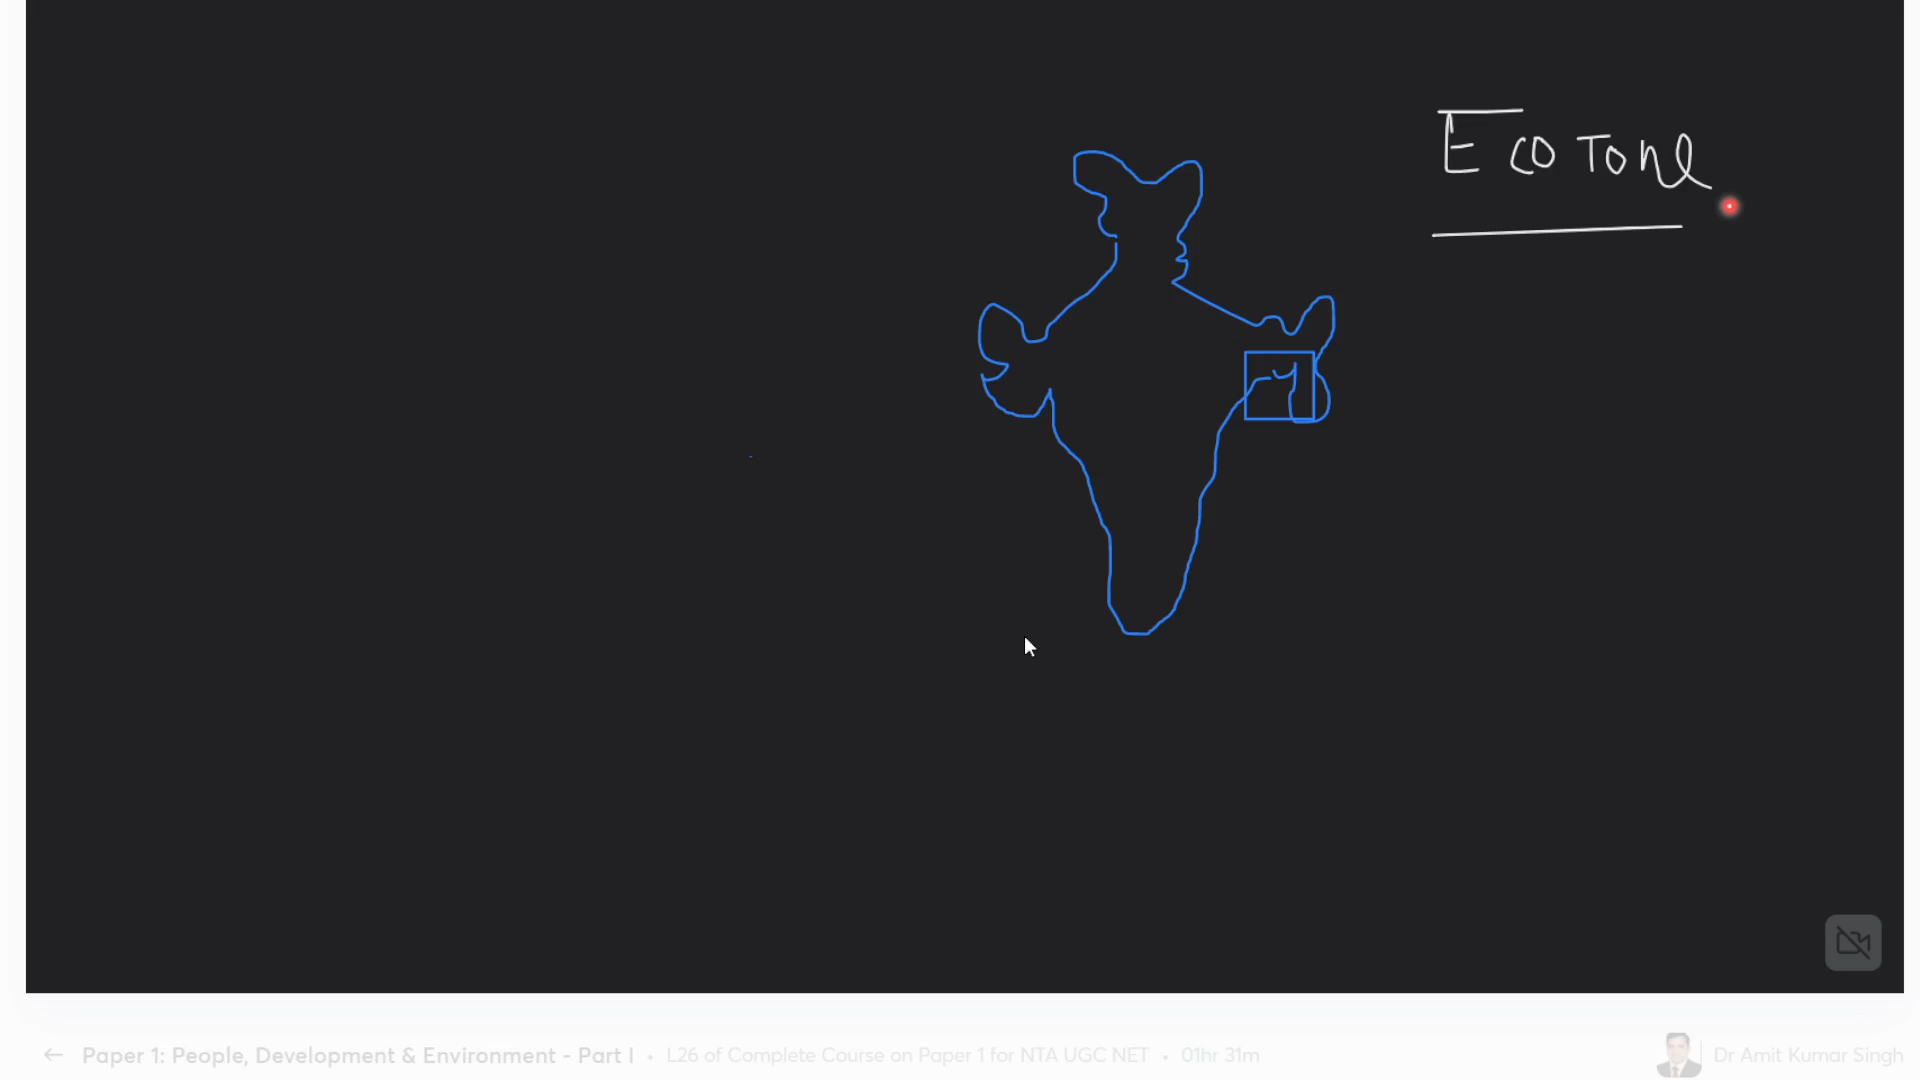 Ecotone
Paper 1: People, Development & Environment - Part I • L26 of Complete Course on Paper 1 for NTA UGC NET • 01hr 31m
Dr Amit Kumar Singh